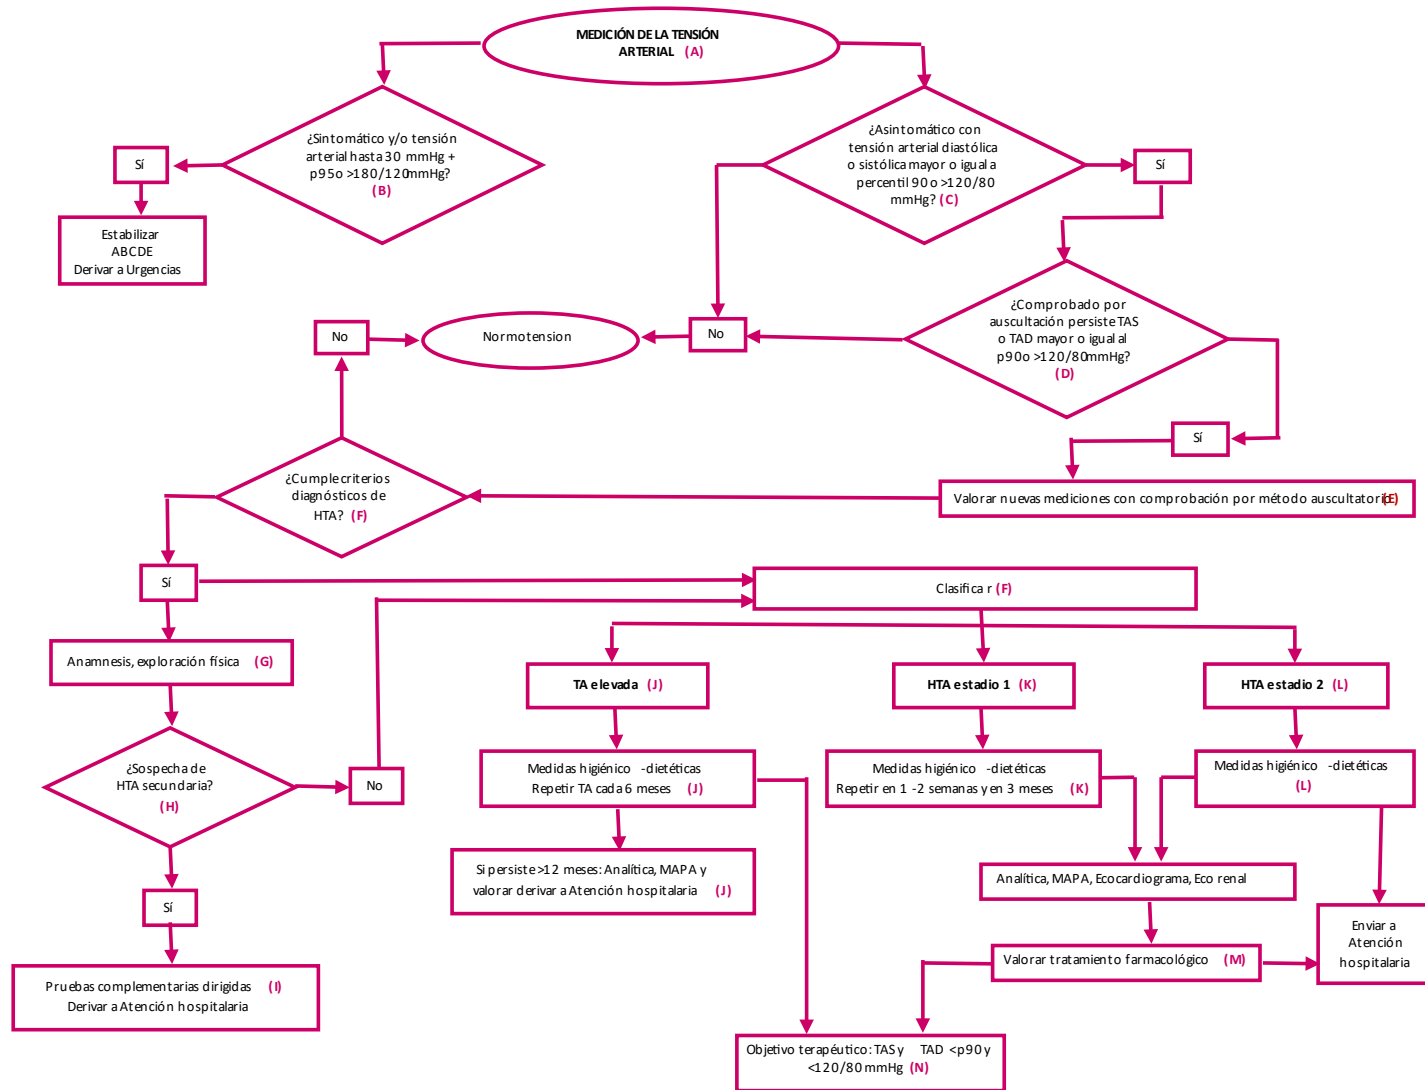 MEDICIÓN DE LA TENSIÓN
ARTERIAL (A)
¿Sintomático y/o tensión
arterial hasta 30 mmHg +
p95 o >180/120mmHg?
(B)
Sí
Estabilizar
ABCDE
Derivar a Urgencias
¿Asintomático con
tensión arterial diastólica
o sistólica mayor o igual a
percentil 90 o >120/80
mmHg? (C)
Sí
¿Comprobado por
auscultación persiste TAS
o TAD mayor o igual al
p90 o >120/80mmHg?
(D)
No
Normotension
No
Sí
Valorar nuevas mediciones con comprobación por método auscultatorio (E)
¿Cumple criterios
diagnósticos de
HTA? (F)
Sí
Clasificar (F)
Anamnesis, exploración física (G)
TA elevada (J)
HTA estadio 1 (K)
HTA estadio 2 (L)
¿Sospecha de
HTA secundaria?
(H)
No
Medidas higiénico -dietéticas
Repetir TA cada 6 meses (J)
Medidas higiénico -dietéticas
Repetir en 1 -2 semanas y en 3 meses (K)
Medidas higiénico -dietéticas
(L)
Si persiste >12 meses: Analítica, MAPA y
valorar derivar a Atención hospitalaria (J)
Analítica, MAPA, Ecocardiograma, Eco renal
Sí
Enviar a
Atención
hospitalaria
Valorar tratamiento farmacológico (M)
Pruebas complementarias dirigidas (I)
Derivar a Atención hospitalaria
Objetivo terapéutico: TAS y TAD <p90 y
<120/80 mmHg (N)